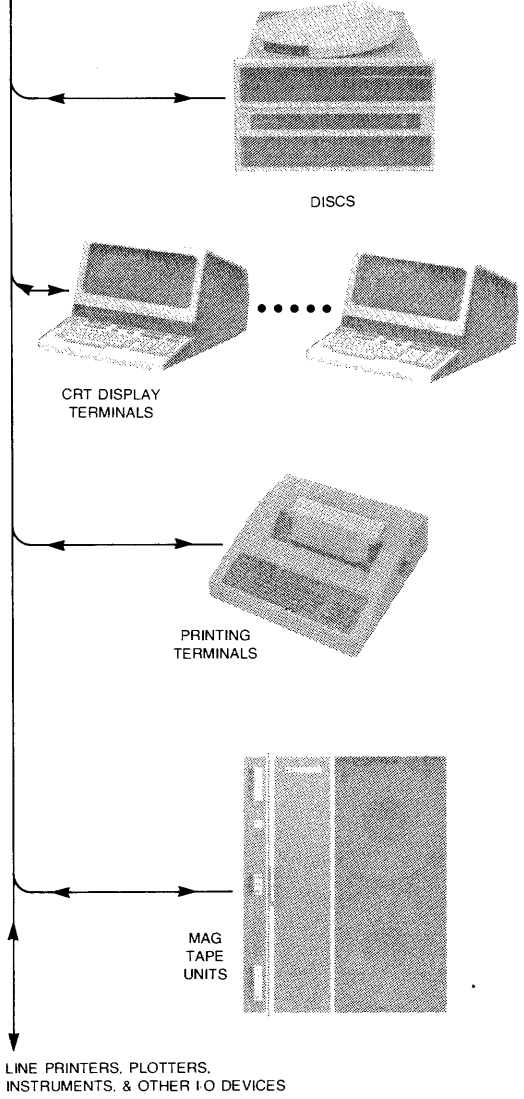 DISCS
CRT DISPLAY
TERMINALS
PRINTING
TERMINALS
MAG
TAPE
UNITS
LINE PRINTERS, PLOTTERS,
INSTRUMENTS, & OTHER I/O DEVICES